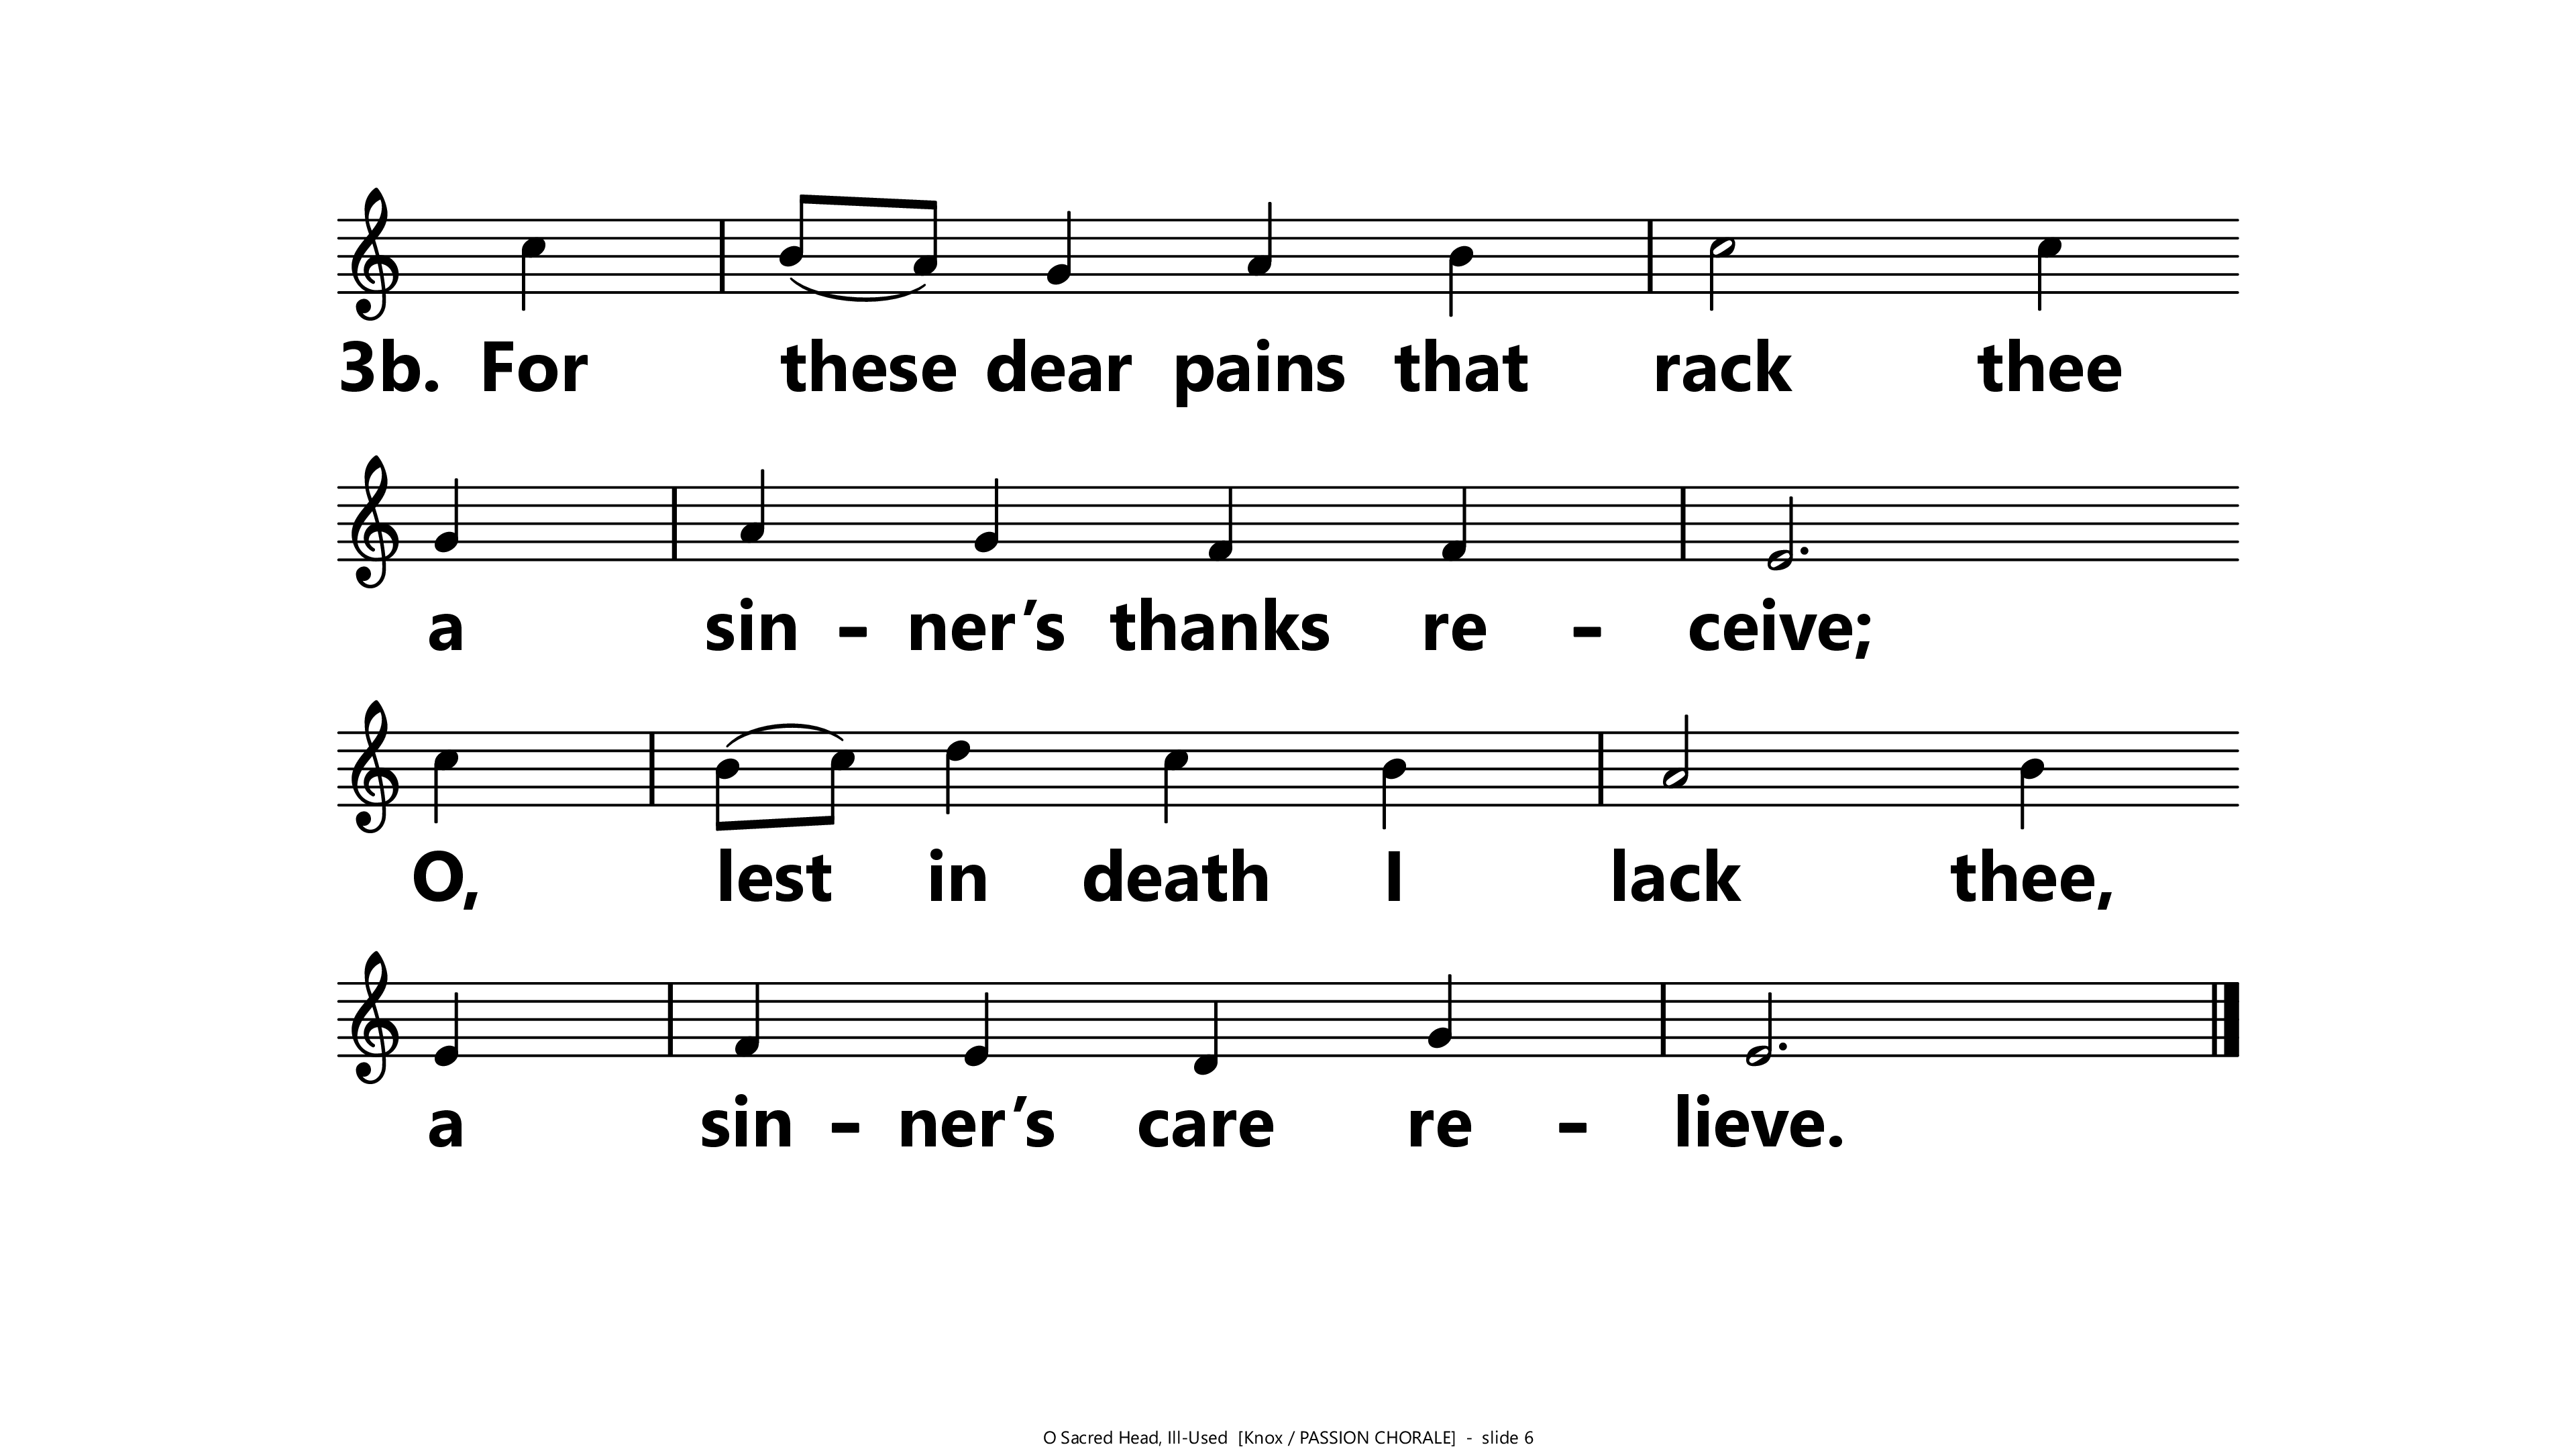 3b. For these dear pains that rack thee
a sin - ner’s thanks re - ceive;
O, lest in death I lack thee,
a sin - ner’s care re - lieve.
O Sacred Head, Ill-Used [Knox / PASSION CHORALE] - slide 6